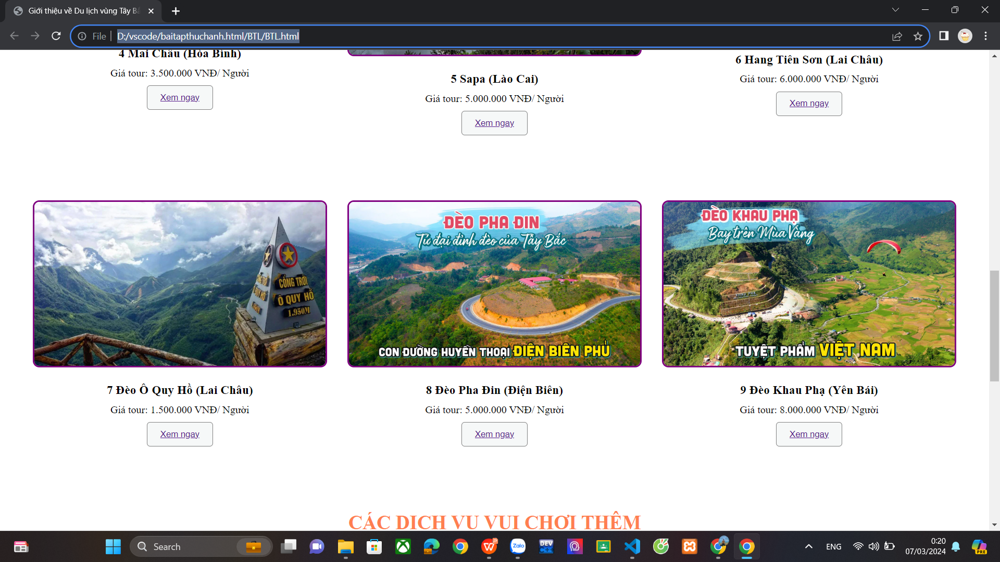 Giới thiệu về Du lịch vùng Tây Bắ
File
D:/vscode/baitapthuchanh.html/BTL/BTL.html
4 Mai Châu (Hòa Bình)
Giá tour: 3.500.000 VNĐ/ Người
Xem ngay
5 Sapa (Lào Cai)
Giá tour: 5.000.000 VNĐ/ Người
Xem ngay
6 Hang Tiên Sơn (Lai Châu)
Giá tour: 6.000.000 VNĐ/ Người
Xem ngay
CỔNG TRỜI
Ô QUY HỒ
1.950M
ĐÈO PHA ĐIN
Tứ đại đỉnh đèo của Tây Bắc
CON ĐƯỜNG HUYỀN THOẠI ĐIỆN BIÊN PHỦ
ĐÈO KHAU PHẠ
Bay trên Mùa Vàng
KHAU PHẠ
TUYỆT PHẨM VIỆT NAM
7 Đèo Ô Quy Hồ (Lai Châu)
Giá tour: 1.500.000 VNĐ/ Người
Xem ngay
8 Đèo Pha Đin (Điện Biên)
Giá tour: 5.000.000 VNĐ/ Người
Xem ngay
9 Đèo Khau Phạ (Yên Bái)
Giá tour: 8.000.000 VNĐ/ Người
Xem ngay
CÁC DỊCH VỤ VUI CHƠI THÊM
Search
Zalo
DEV
C++
ENG
0:20
07/03/2024
PRE